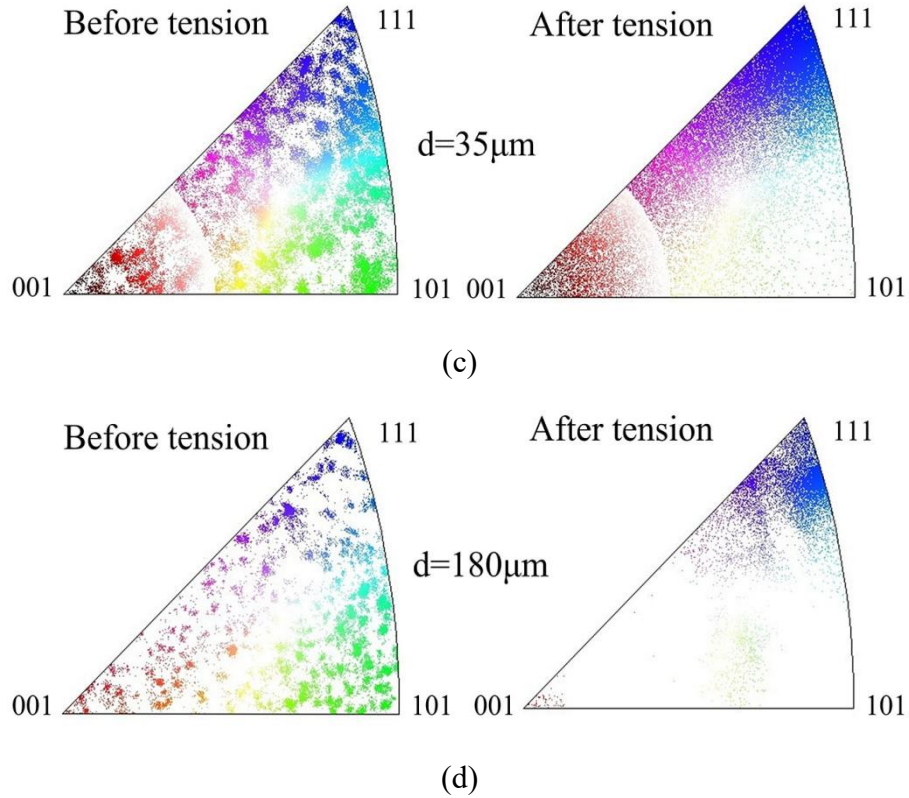 Before tension 111
After tension 111
d=35μm
001 101
001 101
(c)
Before tension 111
After tension 111
d=180μm
001 101
001 101
(d)